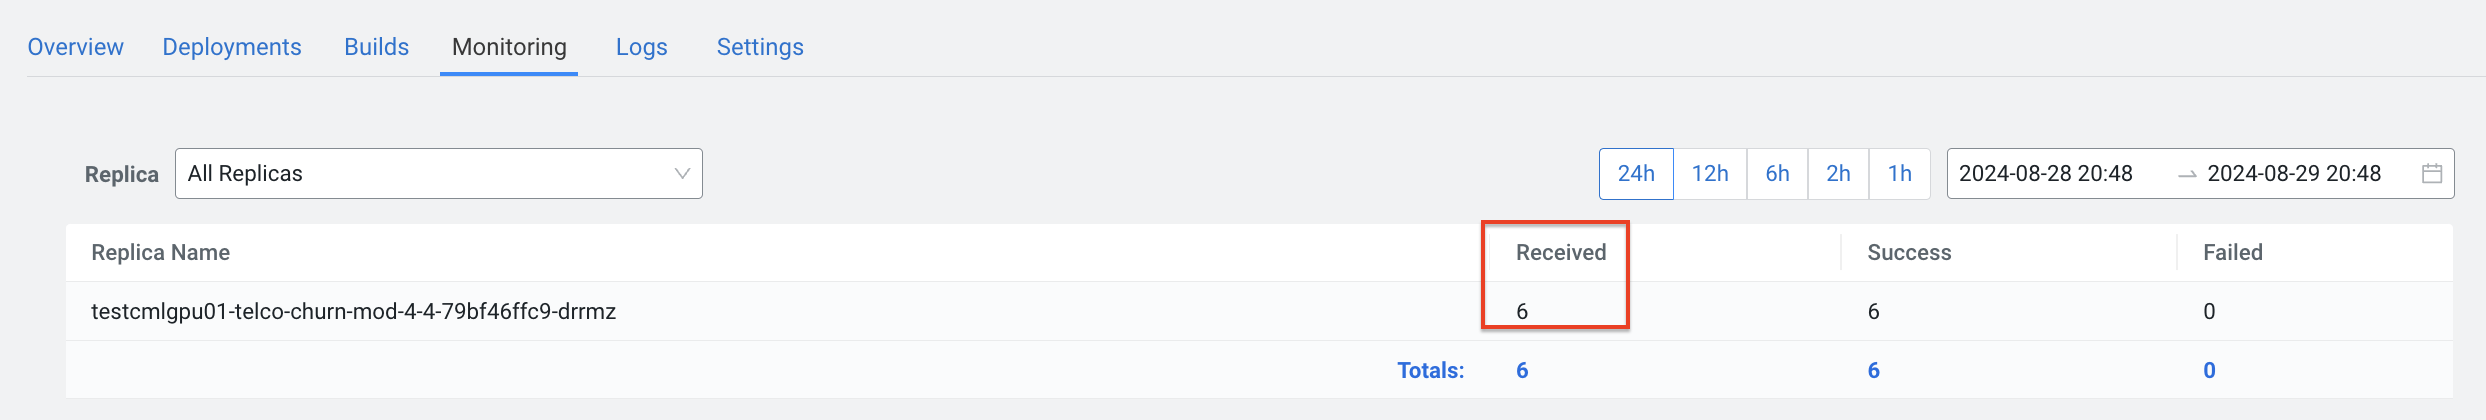 Overview Deployments Builds Monitoring Logs Settings
Replica All Replicas 24h 12h 6h 2h 1h 2024-08-28 20:48 → 2024-08-29 20:48
Replica Name Received Success Failed
testcmlgpu01-telco-churn-mod-4-4-79bf46ffc9-drrmz 6 6 0
Totals: 6 6 0